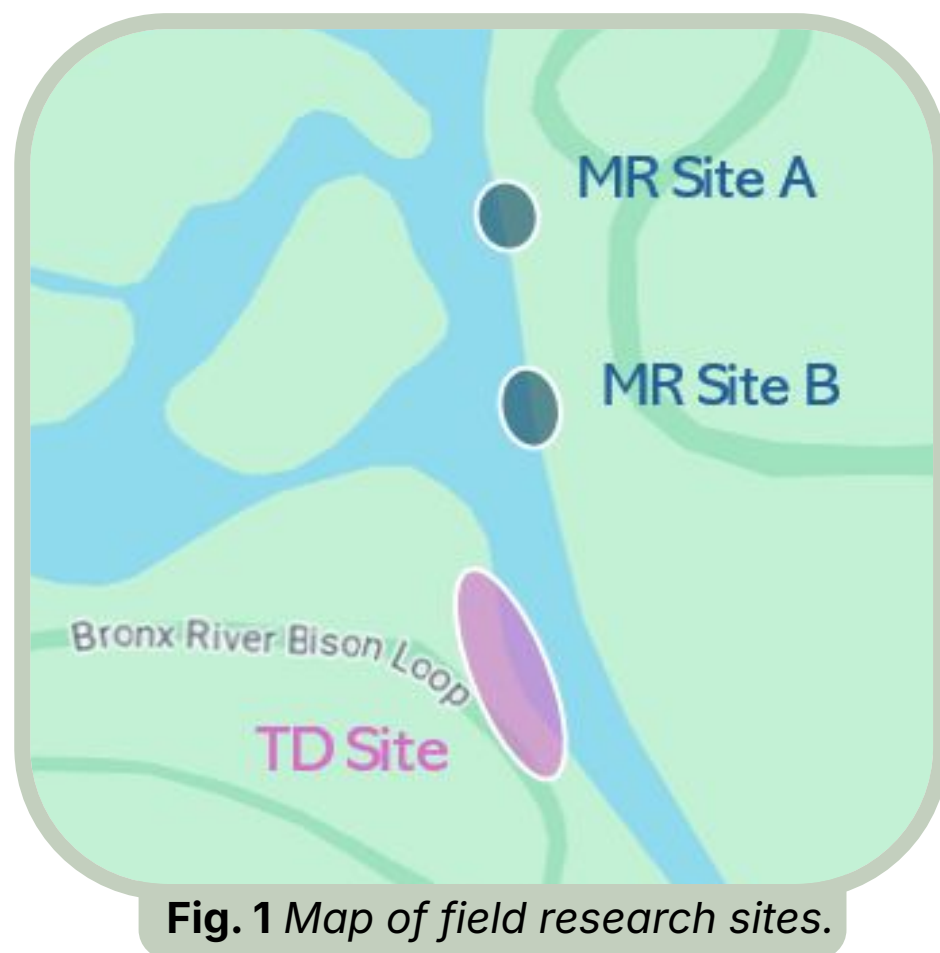 MR Site A
MR Site B
Bronx River Bison Loop
TD Site
Fig. 1 Map of field research sites.